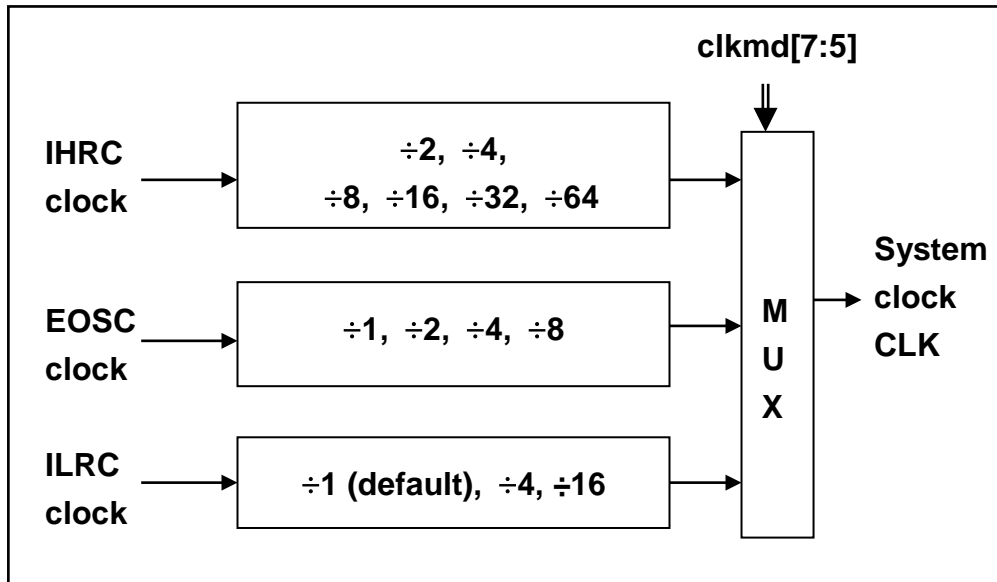 clkmd[7:5]
IHRC
clock
÷2, ÷4,
÷8, ÷16, ÷32, ÷64
EOSC
clock
÷1, ÷2, ÷4, ÷8
ILRC
clock
÷1 (default), ÷4, ÷16
M
U
X
System
clock
CLK